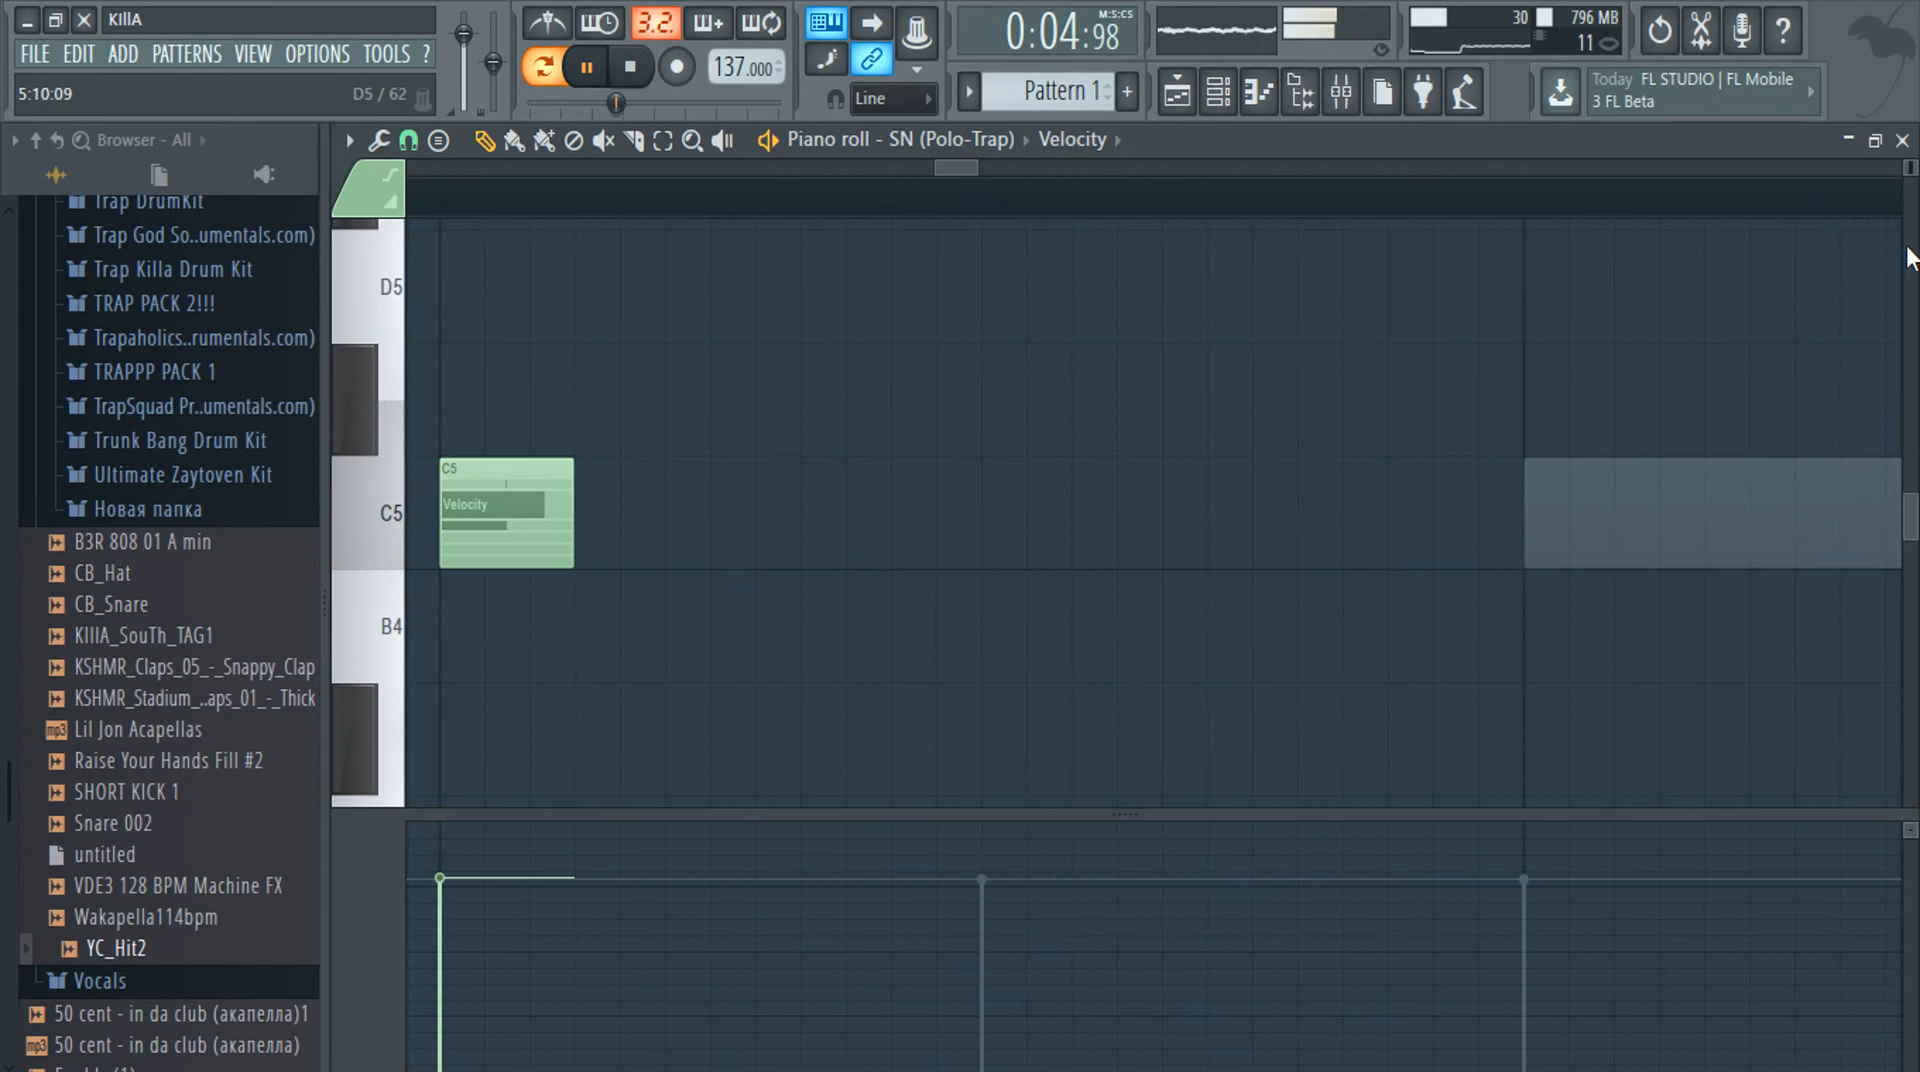 KIllA
FILE EDIT ADD PATTERNS VIEW OPTIONS TOOLS ?
5:10:09 D5 / 62
3.2.
137.000
Line
0:04:98 M:S:CS
Pattern 1 +
30 796 MB
11
?
Today FL STUDIO | FL Mobile
3 FL Beta
Browser - All
Piano roll - SN (Polo-Trap) Velocity
Trap DrumKit
Trap God So..umentals.com)
Trap Killa Drum Kit
TRAP PACK 2!!!
Trapaholics..rumentals.com)
TRAPPP PACK 1
TrapSquad Pr..umentals.com)
Trunk Bang Drum Kit
Ultimate Zaytoven Kit
Новая папка
B3R 808 01 A min
CB_Hat
CB_Snare
KIllA_SouTh_TAG1
KSHMR_Claps_05_-_Snappy_Clap
KSHMR_Stadium_..aps_01_-_Thick
mp3 Lil Jon Acapellas
Raise Your Hands Fill #2
SHORT KICK 1
Snare 002
untitled
VDE3 128 BPM Machine FX
Wakapella114bpm
YC_Hit2
Vocals
50 cent - in da club (акапелла)1
mp3 50 cent - in da club (акапелла)
D5
C5
B4
C5
Velocity